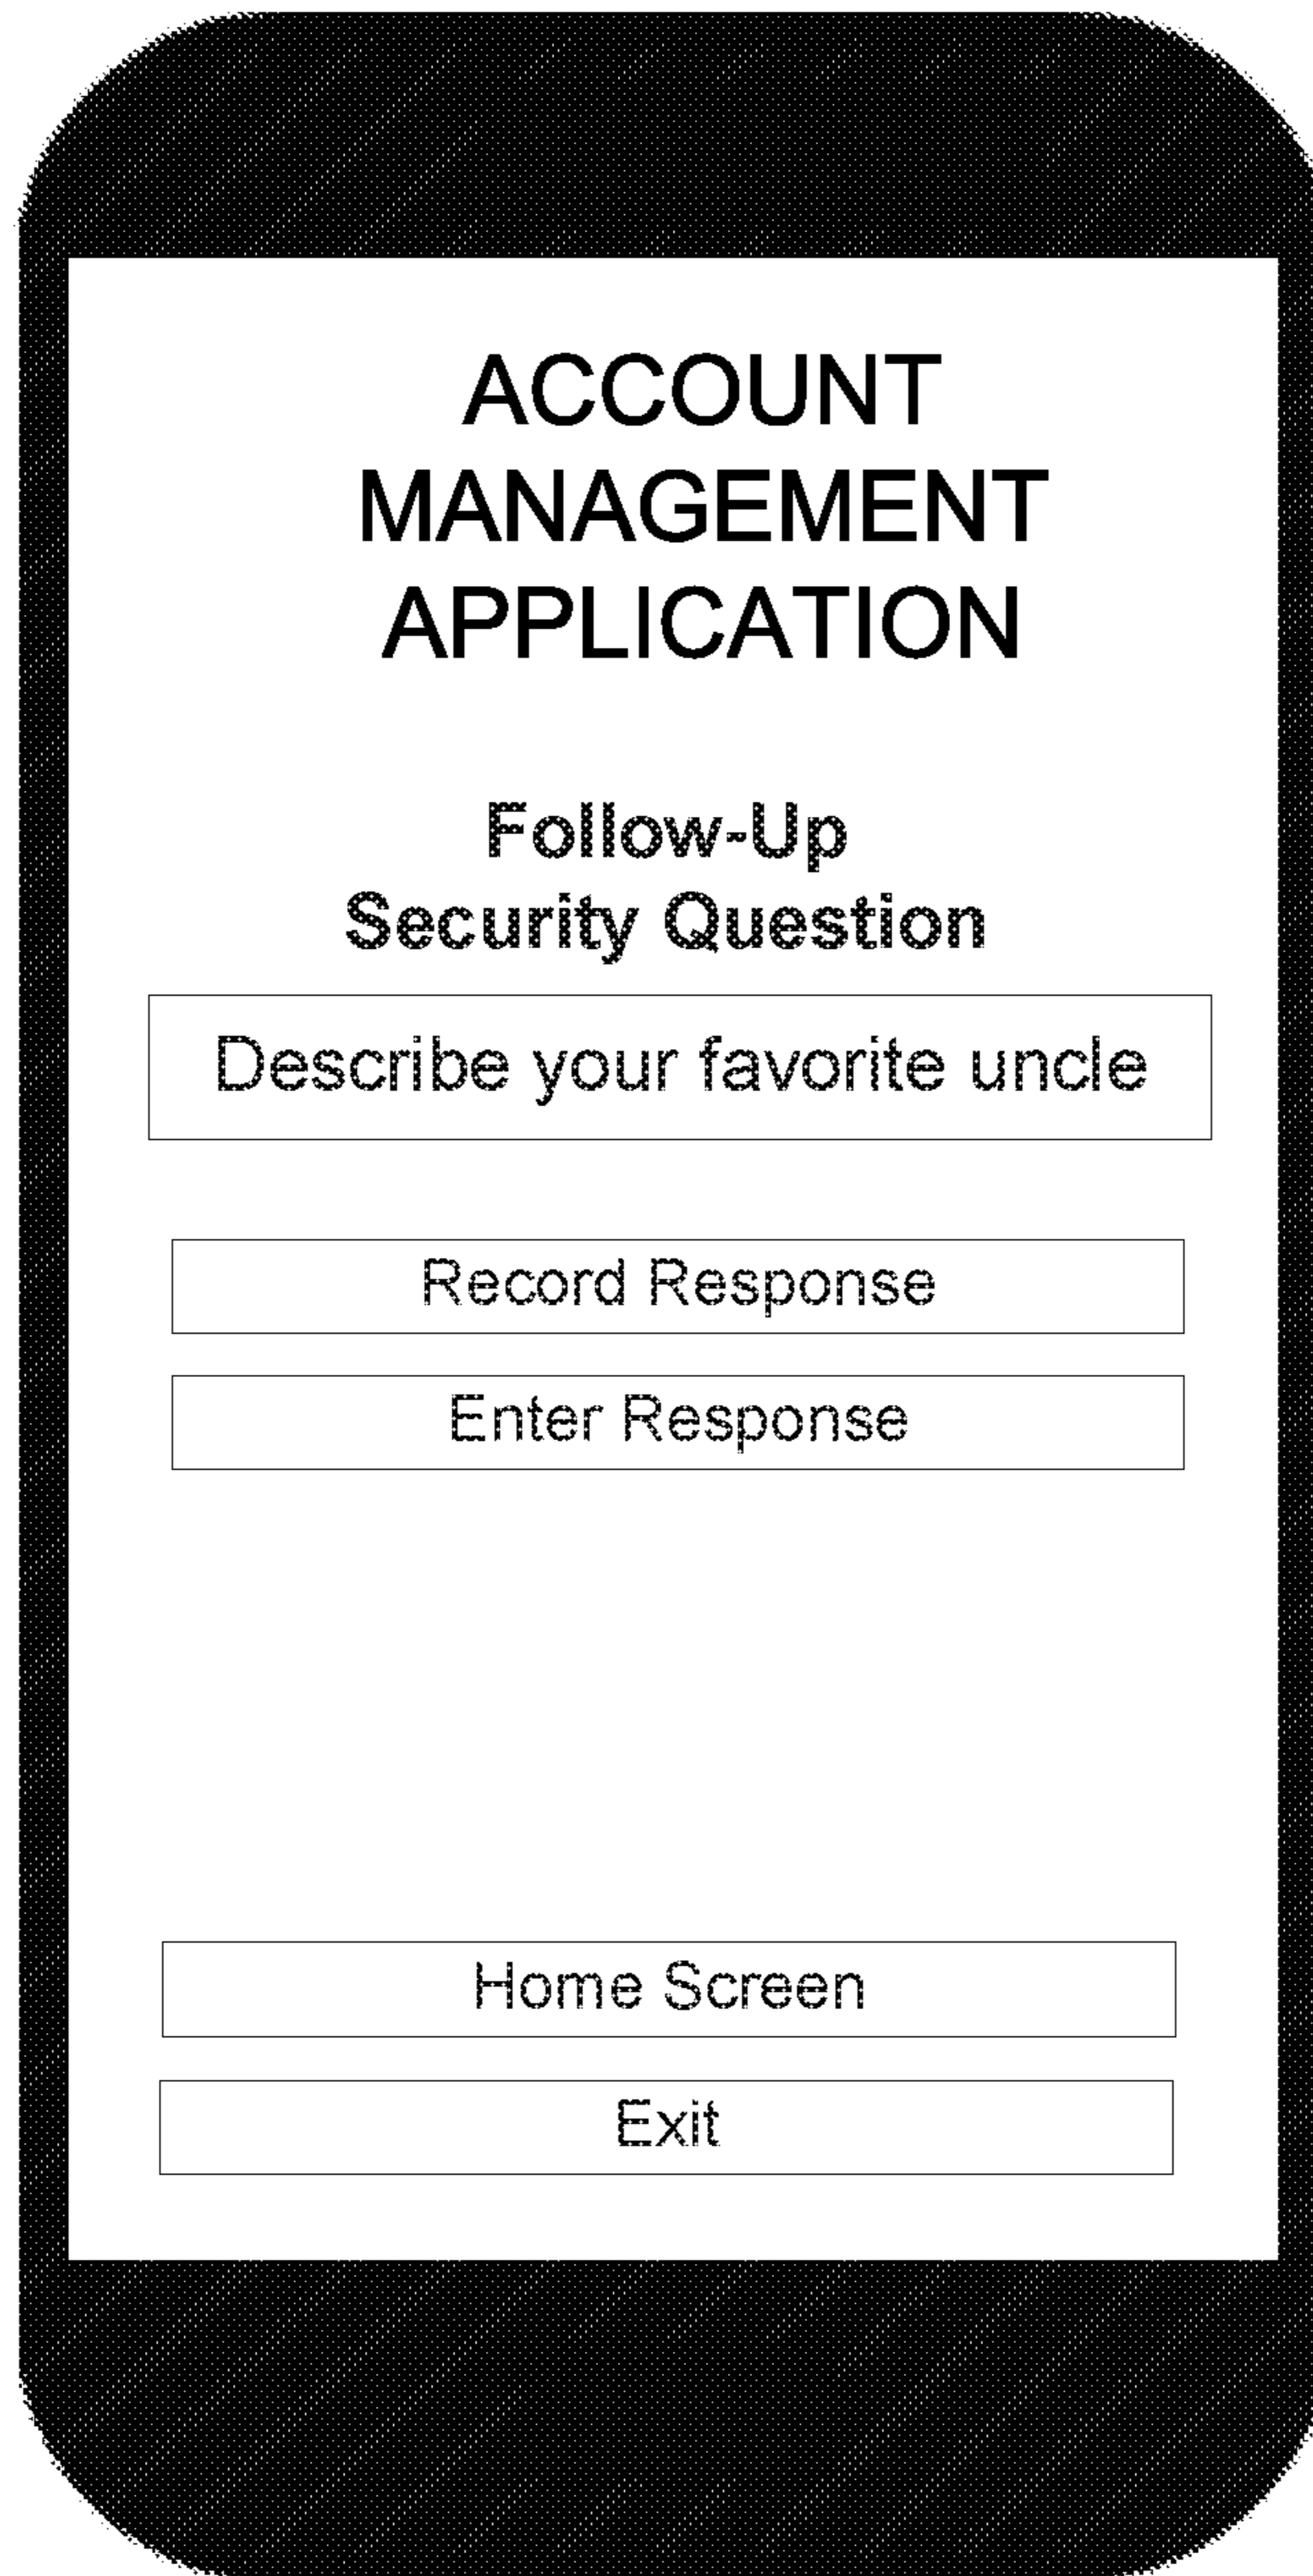 ACCOUNT
MANAGEMENT
APPLICATION
Follow-Up
Security Question
Describe your favorite uncle
Record Response
Enter Response
Home Screen
Exit